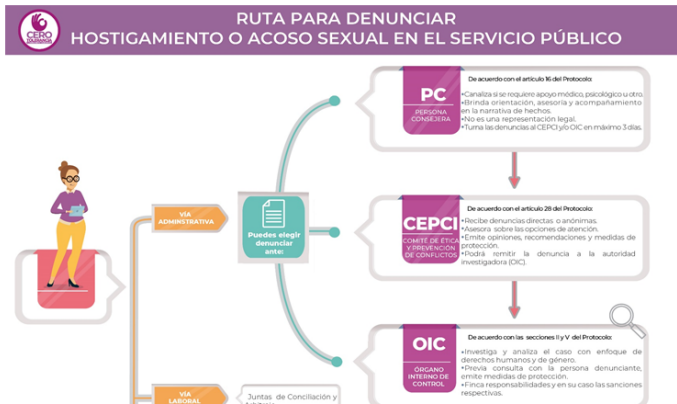 RUTA PARA DENUNCIAR
HOSTIGAMIENTO O ACOSO SEXUAL EN EL SERVICIO PÚBLICO
CERO
PC
PERSONA
CONSEJERA
De acuerdo con el artículo 16 del Protocolo:
•Canaliza si se requiere apoyo médico, psicológico u otro.
•Brinda orientación, asesoría y acompañamiento
en la narrativa de hechos.
•No es una representación legal.
•Turna las denuncias al CEPCI y/o OIC en máximo 3 días.
VÍA
ADMINSTRATIVA
Puedes elegir
denunciar
ante:
CEPCI
COMITÉ DE ÉTICA
Y PREVENCIÓN
DE CONFLICTOS
De acuerdo con el artículo 28 del Protocolo:
•Recibe denuncias directas o anónimas.
•Asesora sobre las opciones de atención.
•Emite opiniones, recomendaciones y medidas de
protección.
•Podrá remitir la denuncia a la autoridad
investigadora (OIC).
OIC
ÓRGANO
INTERNO DE
CONTROL
De acuerdo con las secciones II y V del Protocolo:
•Investiga y analiza el caso con enfoque de
derechos humanos y de género.
•Previa consulta con la persona denunciante,
emite medidas de protección.
•Finca responsabilidades y en su caso las sanciones
respectivas.
VÍA
LABORAL
Juntas de Conciliación y